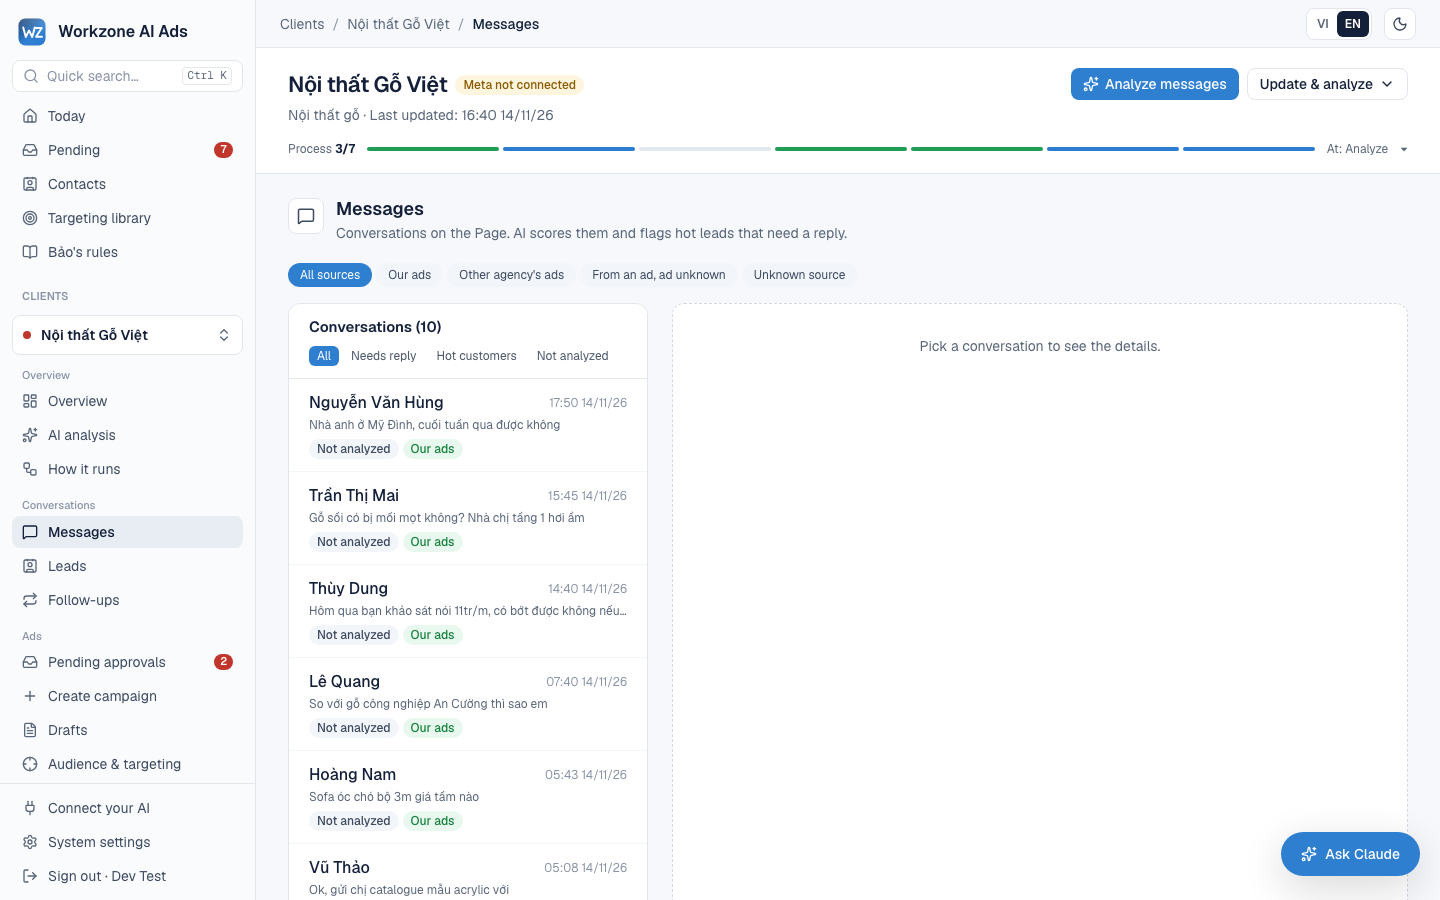 WZ Workzone AI Ads
Quick search... Ctrl K
Today
Pending 7
Contacts
Targeting library
Bảo's rules
CLIENTS
Nội thất Gỗ Việt
Overview
Overview
AI analysis
How it runs
Conversations
Messages
Leads
Follow-ups
Ads
Pending approvals 2
Create campaign
Drafts
Audience & targeting
Connect your AI
System settings
Sign out · Dev Test
Clients / Nội thất Gỗ Việt / Messages
VI EN
Nội thất Gỗ Việt Meta not connected
Analyze messages
Update & analyze
Nội thất gỗ · Last updated: 16:40 14/11/26
Process 3/7
At: Analyze
Messages
Conversations on the Page. AI scores them and flags hot leads that need a reply.
All sources Our ads Other agency's ads From an ad, ad unknown Unknown source
Conversations (10)
All Needs reply Hot customers Not analyzed
Nguyễn Văn Hùng 17:50 14/11/26
Nhà anh ở Mỹ Đình, cuối tuần qua được không
Not analyzed Our ads
Trần Thị Mai 15:45 14/11/26
Gỗ sồi có bị mối mọt không? Nhà chị tầng 1 hơi ẩm
Not analyzed Our ads
Thùy Dung 14:40 14/11/26
Hôm qua bạn khảo sát nói 11tr/m, có bớt được không nếu...
Not analyzed Our ads
Lê Quang 07:40 14/11/26
So với gỗ công nghiệp An Cường thì sao em
Not analyzed Our ads
Hoàng Nam 05:43 14/11/26
Sofa óc chó bộ 3m giá tầm nào
Not analyzed Our ads
Vũ Thảo 05:08 14/11/26
Ok, gửi chị catalogue mẫu acrylic với
Pick a conversation to see the details.
Ask Claude